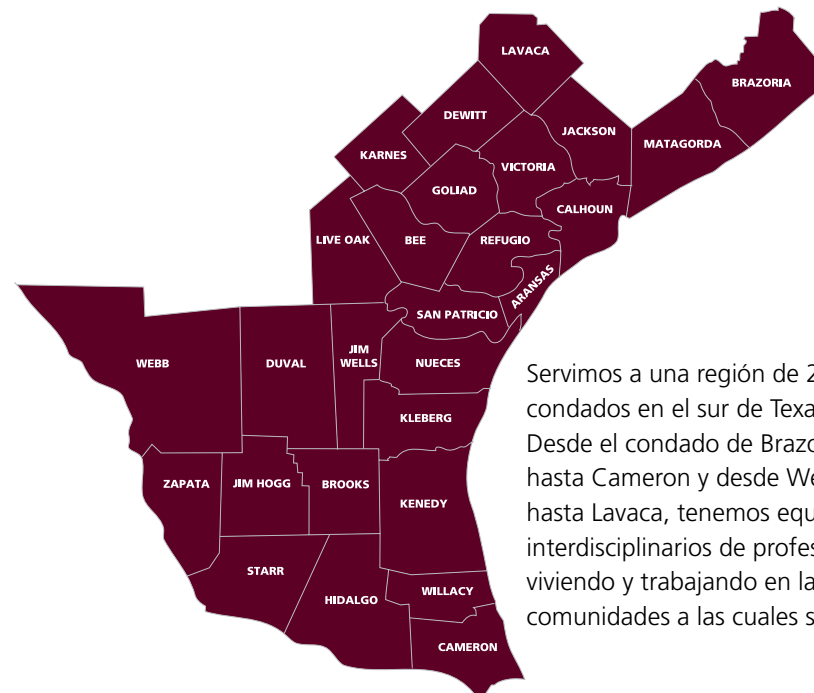 LAVACA
BRAZORIA
DEWITT
JACKSON
MATAGORDA
KARNES
VICTORIA
GOLIAD
CALHOUN
LIVE OAK
BEE
REFUGIO
ARANSAS
SAN PATRICIO
WEBB
DUVAL
JIM
WELLS
NUECES
KLEBERG
ZAPATA
JIM HOGG
BROOKS
KENEDY
STARR
HIDALGO
WILLACY
CAMERON
Servimos a una región de 2
condados en el sur de Texa
Desde el condado de Brazo
hasta Cameron y desde We
hasta Lavaca, tenemos equ
interdisciplinarios de profes
viviendo y trabajando en la
comunidades a las cuales s